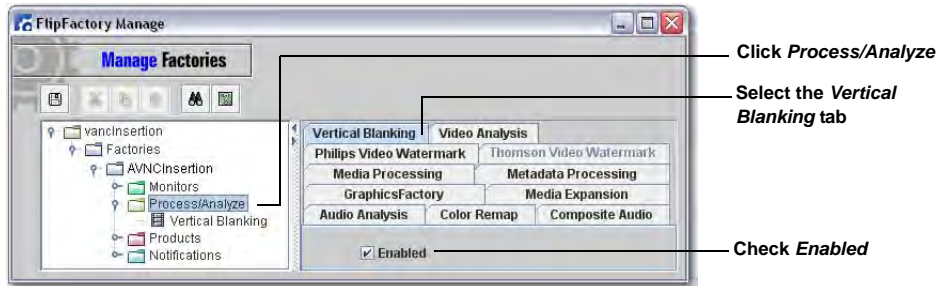 FlipFactory Manage
Manage Factories
vancInsertion
Factories
AVNCInsertion
Monitors
Process/Analyze
Vertical Blanking
Products
Notifications
Vertical Blanking Video Analysis
Philips Video Watermark Thomson Video Watermark
Media Processing Metadata Processing
GraphicsFactory Media Expansion
Audio Analysis Color Remap Composite Audio
Enabled
Click Process/Analyze
Select the Vertical
Blanking tab
Check Enabled